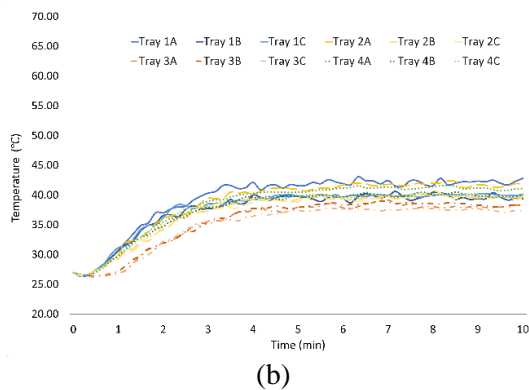 70.00
Tray 1A Tray 1B Tray 1C Tray 2A Tray 2B Tray 2C
65.00
Tray 3A Tray 3B Tray 3C Tray 4A Tray 4B Tray 4C
60.00
55.00
50.00
45.00
40.00
35.00
30.00
25.00
20.00
Temperature (°C)
0 1 2 3 4 5 6 7 8 9 10
Time (min)
(b)